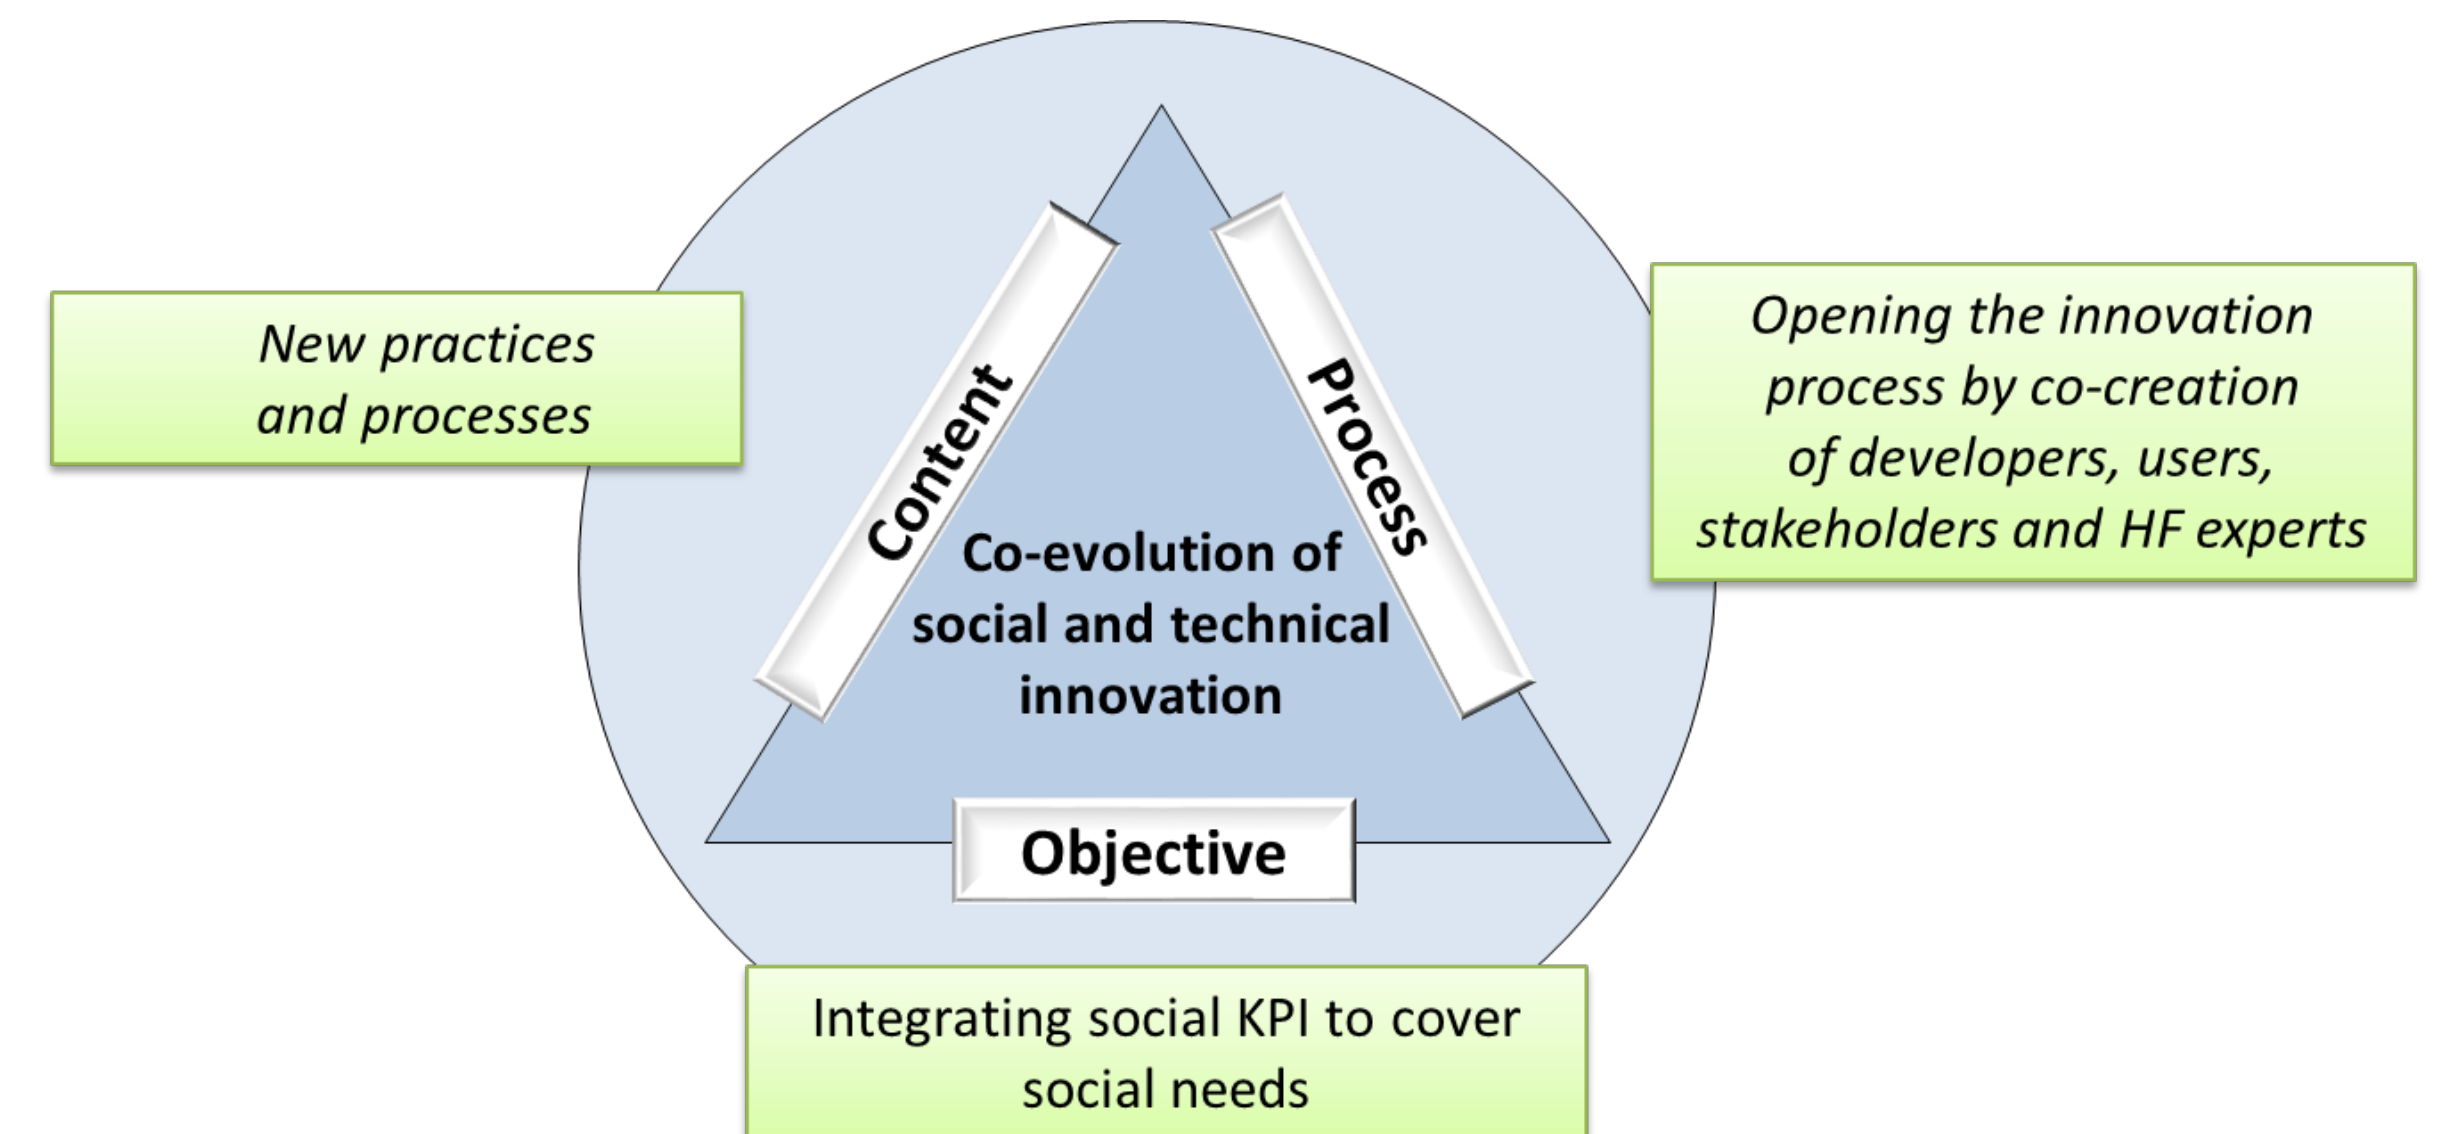 New practices
and processes
Content
Process
Opening the innovation
process by co-creation
of developers, users,
stakeholders and HF experts
Co-evolution of
social and technical
innovation
Objective
Integrating social KPI to cover
social needs